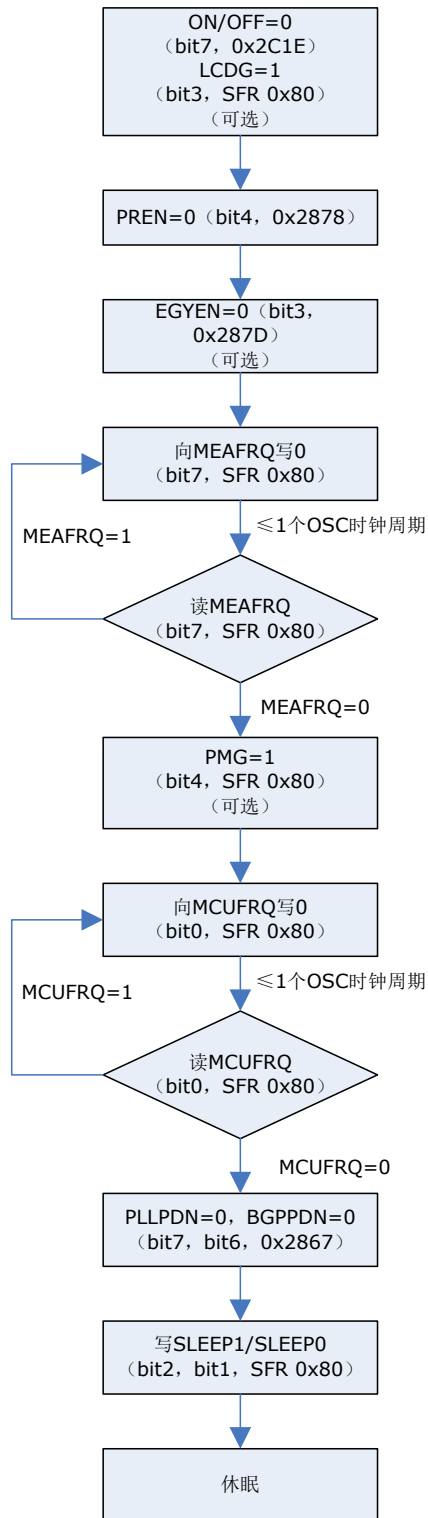 ON/OFF=0
（bit7，0x2C1E）
LCDG=1
（bit3，SFR 0x80）
（可选）
PREN=0（bit4，0x2878）
EGYEN=0（bit3，
0x287D）
（可选）
向MEAFRQ写0
（bit7，SFR 0x80）
≤1个OSC时钟周期
MEAFRQ=1
读MEAFRQ
（bit7，SFR 0x80）
MEAFRQ=0
PMG=1
（bit4，SFR 0x80）
（可选）
向MCUFRQ写0
（bit0，SFR 0x80）
≤1个OSC时钟周期
MCUFRQ=1
读MCUFRQ
（bit0，SFR 0x80）
MCUFRQ=0
PLLPDN=0，BGPPDN=0
（bit7，bit6，0x2867）
写SLEEP1/SLEEP0
（bit2，bit1，SFR 0x80）
休眠